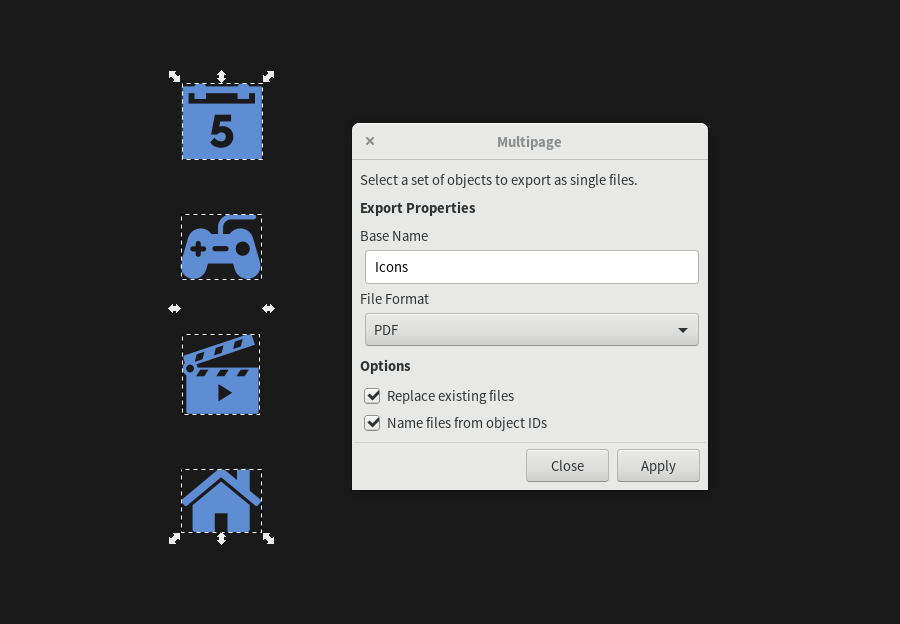 5
Multipage
Select a set of objects to export as single files.
Export Properties
Base Name
Icons
File Format
PDF
Options
Replace existing files
Name files from object IDs
Close
Apply